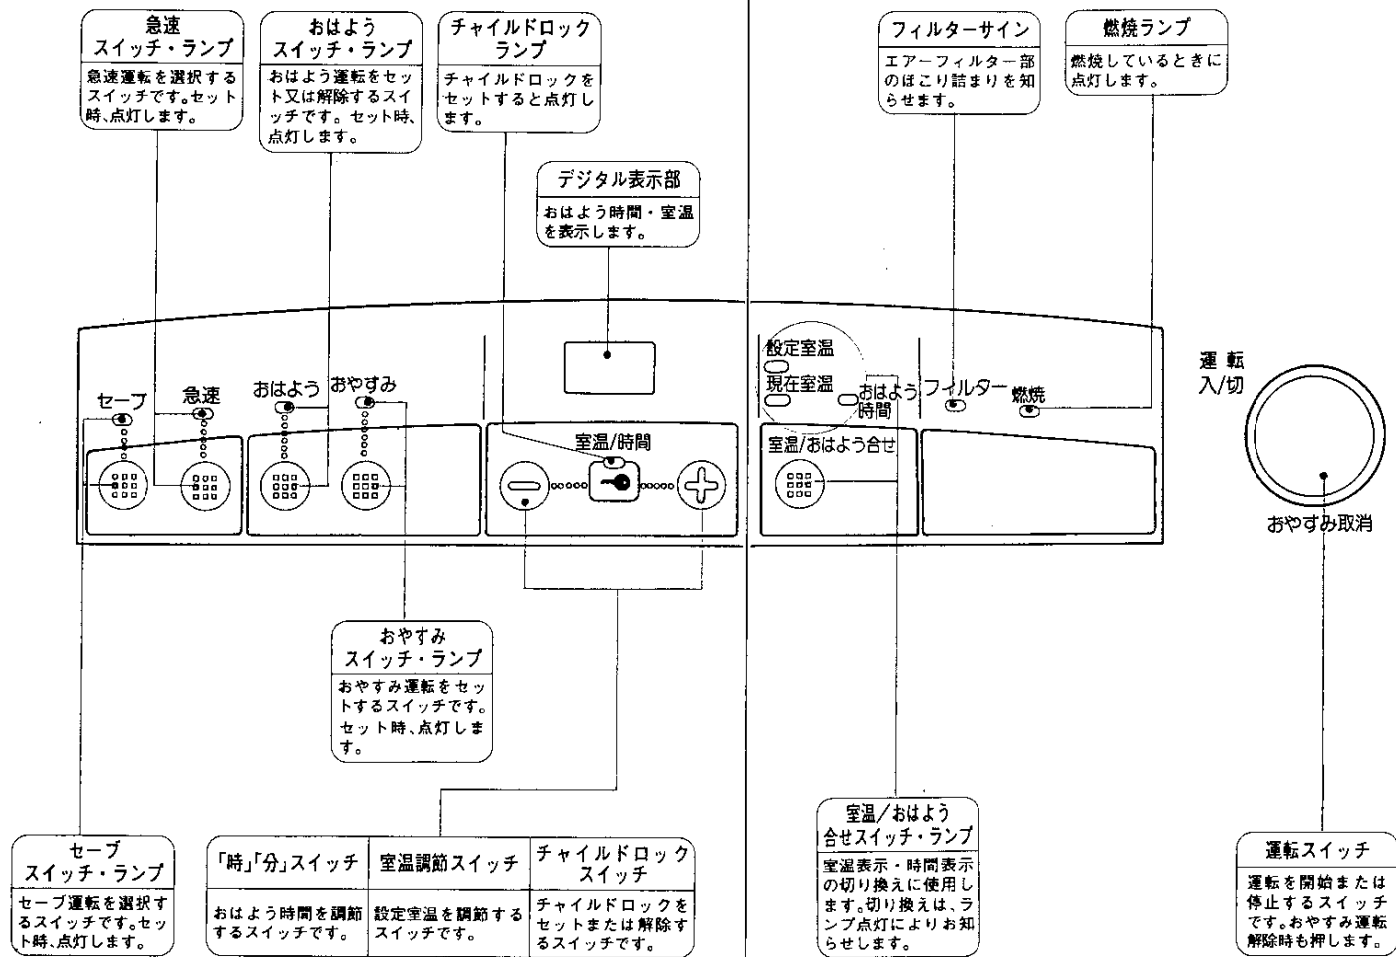 急速
スイッチ・ランプ
急速運転を選択する
スイッチです。セット
時、点灯します。
おはよう
スイッチ・ランプ
おはよう運転をセッ
ト又は解除するスイ
ッチです。セット時、
点灯します。
チャイルドロック
ランプ
チャイルドロックを
セットすると点灯し
ます。
フィルターサイン
エアーフィルター部
のほこり詰まりを知
らせます。
燃焼ランプ
燃焼しているときに
点灯します。
デジタル表示部
おはよう時間・室温
を表示します。
セーブ
急速
おはよう
おやすみ
室温/時間
設定室温
現在室温
おはよう
時間
フィルター
燃焼
室温/おはよう合せ
運転
入/切
おやすみ取消
おやすみ
スイッチ・ランプ
おやすみ運転をセッ
トするスイッチです。
セット時、点灯しま
す。
セーブ
スイッチ・ランプ
セーブ運転を選択す
るスイッチです。セッ
ト時、点灯します。
「時」「分」スイッチ
おはよう時間を調節
するスイッチです。
室温調節スイッチ
設定室温を調節する
スイッチです。
チャイルドロック
スイッチ
チャイルドロックを
セットまたは解除す
るスイッチです。
室温/おはよう
合せスイッチ・ランプ
室温表示・時間表示
の切り換えに使用し
ます。切り換えは、ラ
ンプ点灯によりお知
らせします。
運転スイッチ
運転を開始または
停止するスイッチ
です。おやすみ運転
解除時も押します。